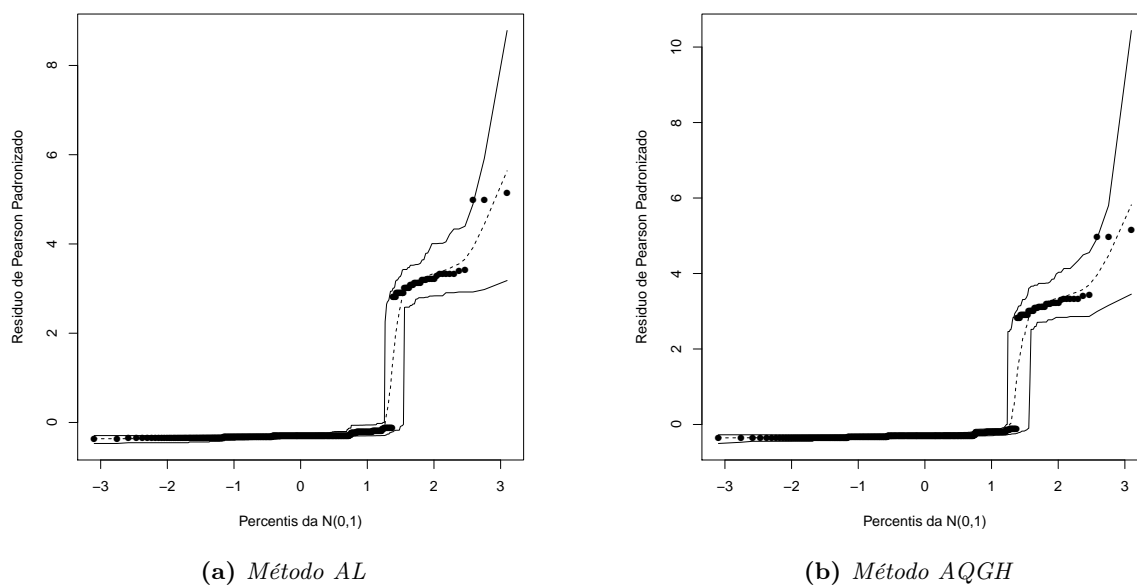 Resíduo de Pearson Padronizado
8
6
4
2
0
−3 −2 −1 0 1 2 3
Percentis da N(0,1)
(a) Método AL
Resíduo de Pearson Padronizado
10
8
6
4
2
0
−3 −2 −1 0 1 2 3
Percentis da N(0,1)
(b) Método AQGH